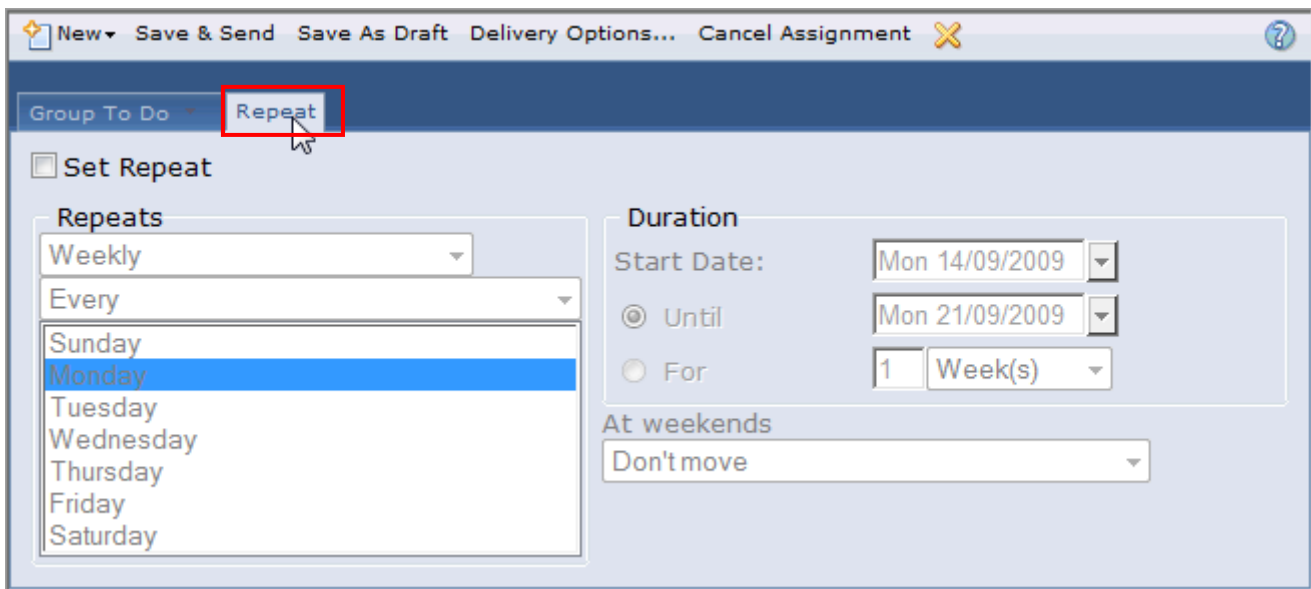 New Save & Send Save As Draft Delivery Options... Cancel Assignment
Group To Do * Repeat
Set Repeat
Repeats
Weekly
Every
Sunday
Monday
Tuesday
Wednesday
Thursday
Friday
Saturday
Duration
Start Date: Mon 14/09/2009
Until Mon 21/09/2009
For 1 Week(s)
At weekends
Don't move